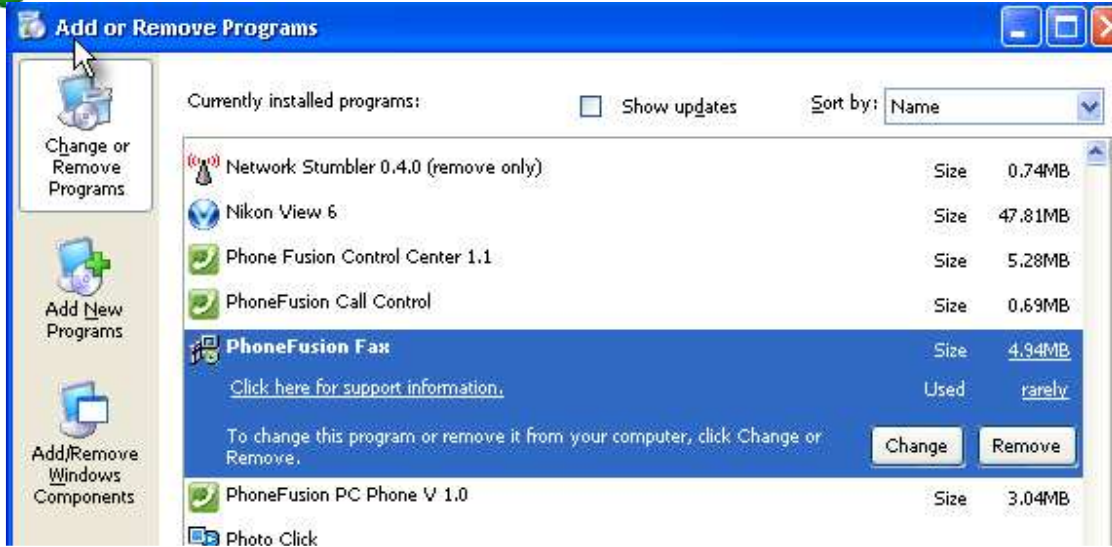 Add or Remove Programs
Change or
Remove
Programs
Add New
Programs
Add/Remove
Windows
Components
Currently installed programs:
Show updates
Sort by: Name
Network Stumbler 0.4.0 (remove only) Size 0.74MB
Nikon View 6 Size 47.81MB
Phone Fusion Control Center 1.1 Size 5.28MB
PhoneFusion Call Control Size 0.69MB
PhoneFusion Fax Size 4.94MB
Click here for support information. Used rarely
To change this program or remove it from your computer, click Change or
Remove.
Change Remove
PhoneFusion PC Phone V 1.0 Size 3.04MB
Photo Click